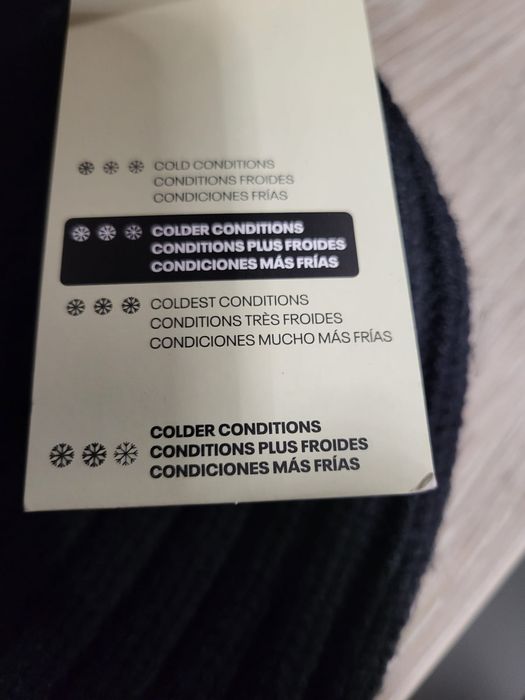 COLD CONDITIONS
CONDITIONS FROIDES
CONDICIONES FRÍAS
COLDER CONDITIONS
CONDITIONS PLUS FROIDES
CONDICIONES MÁS FRÍAS
COLDEST CONDITIONS
CONDITIONS TRÈS FROIDES
CONDICIONES MUCHO MÁS FRÍAS
COLDER CONDITIONS
CONDITIONS PLUS FROIDES
CONDICIONES MÁS FRÍAS